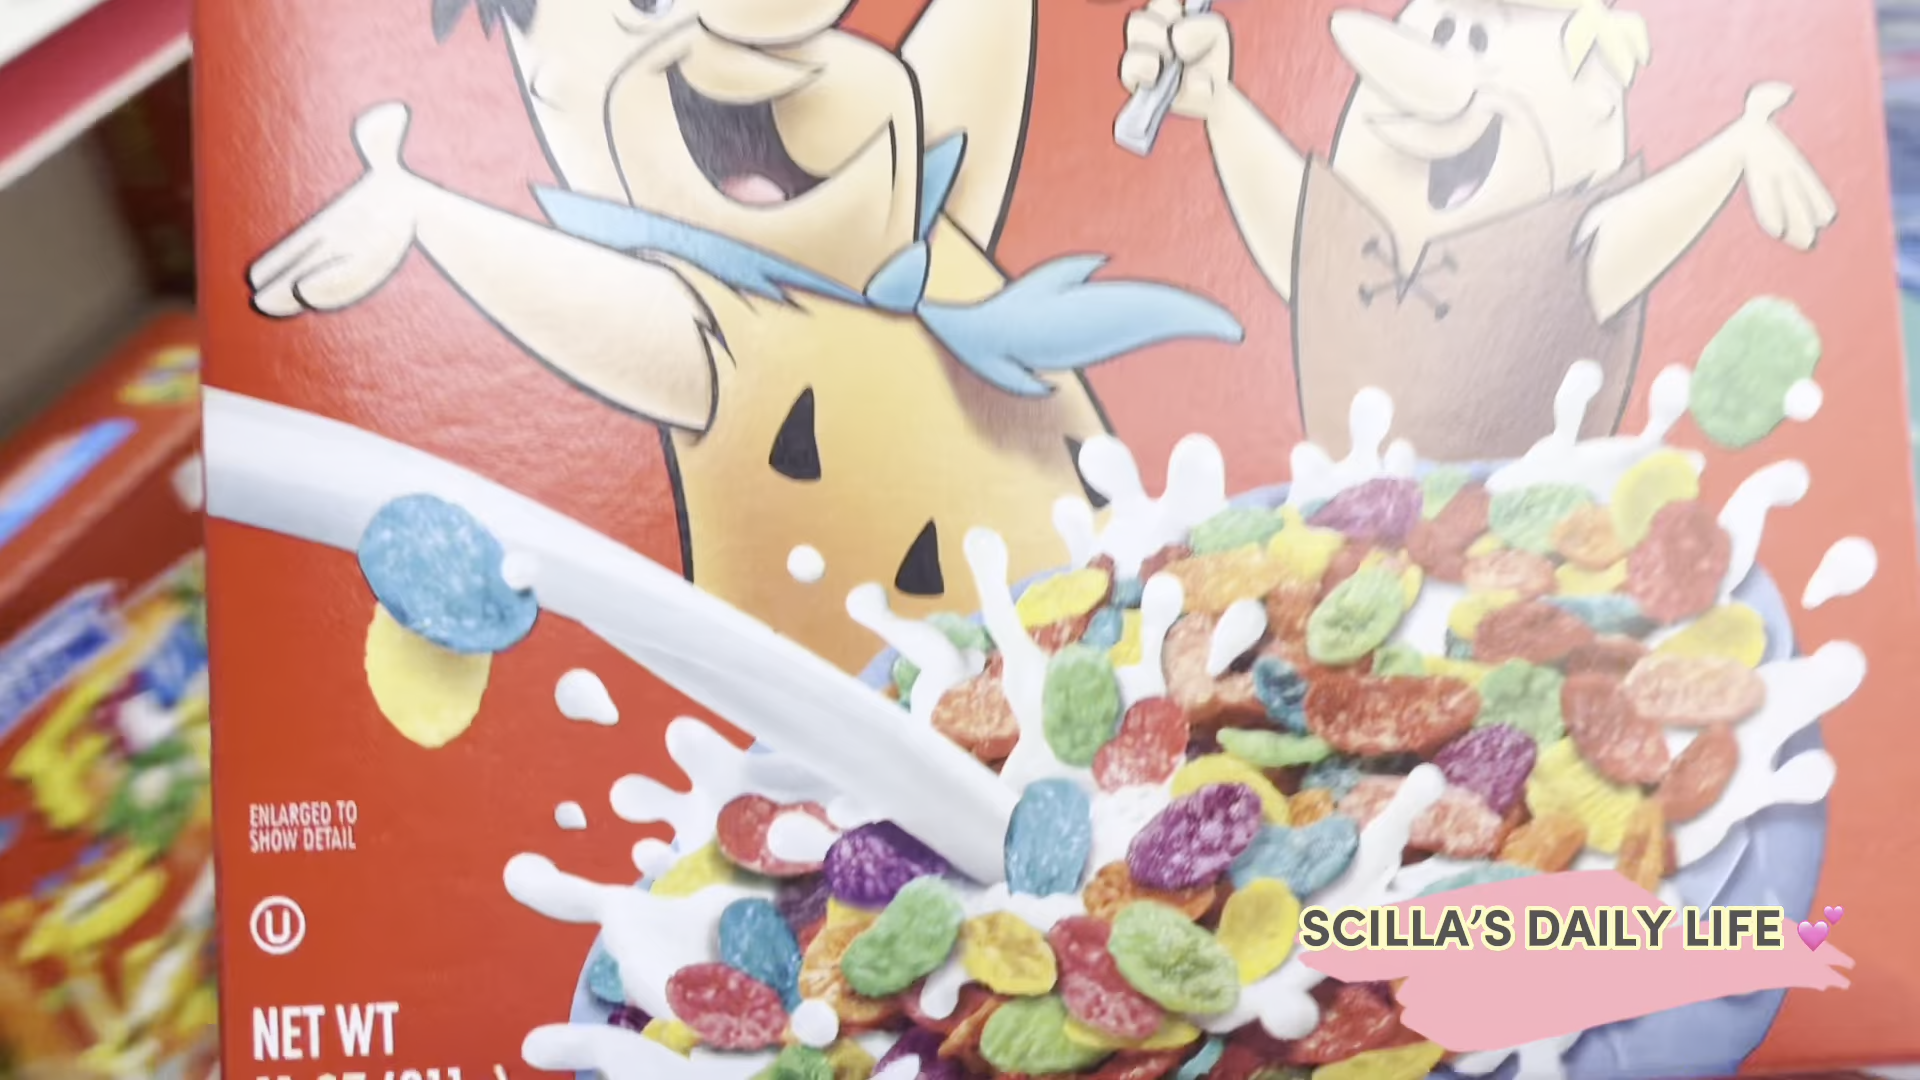 ENLARGED TO
SHOW DETAIL
U
NET WT
SCILLA'S DAILY LIFE 💕